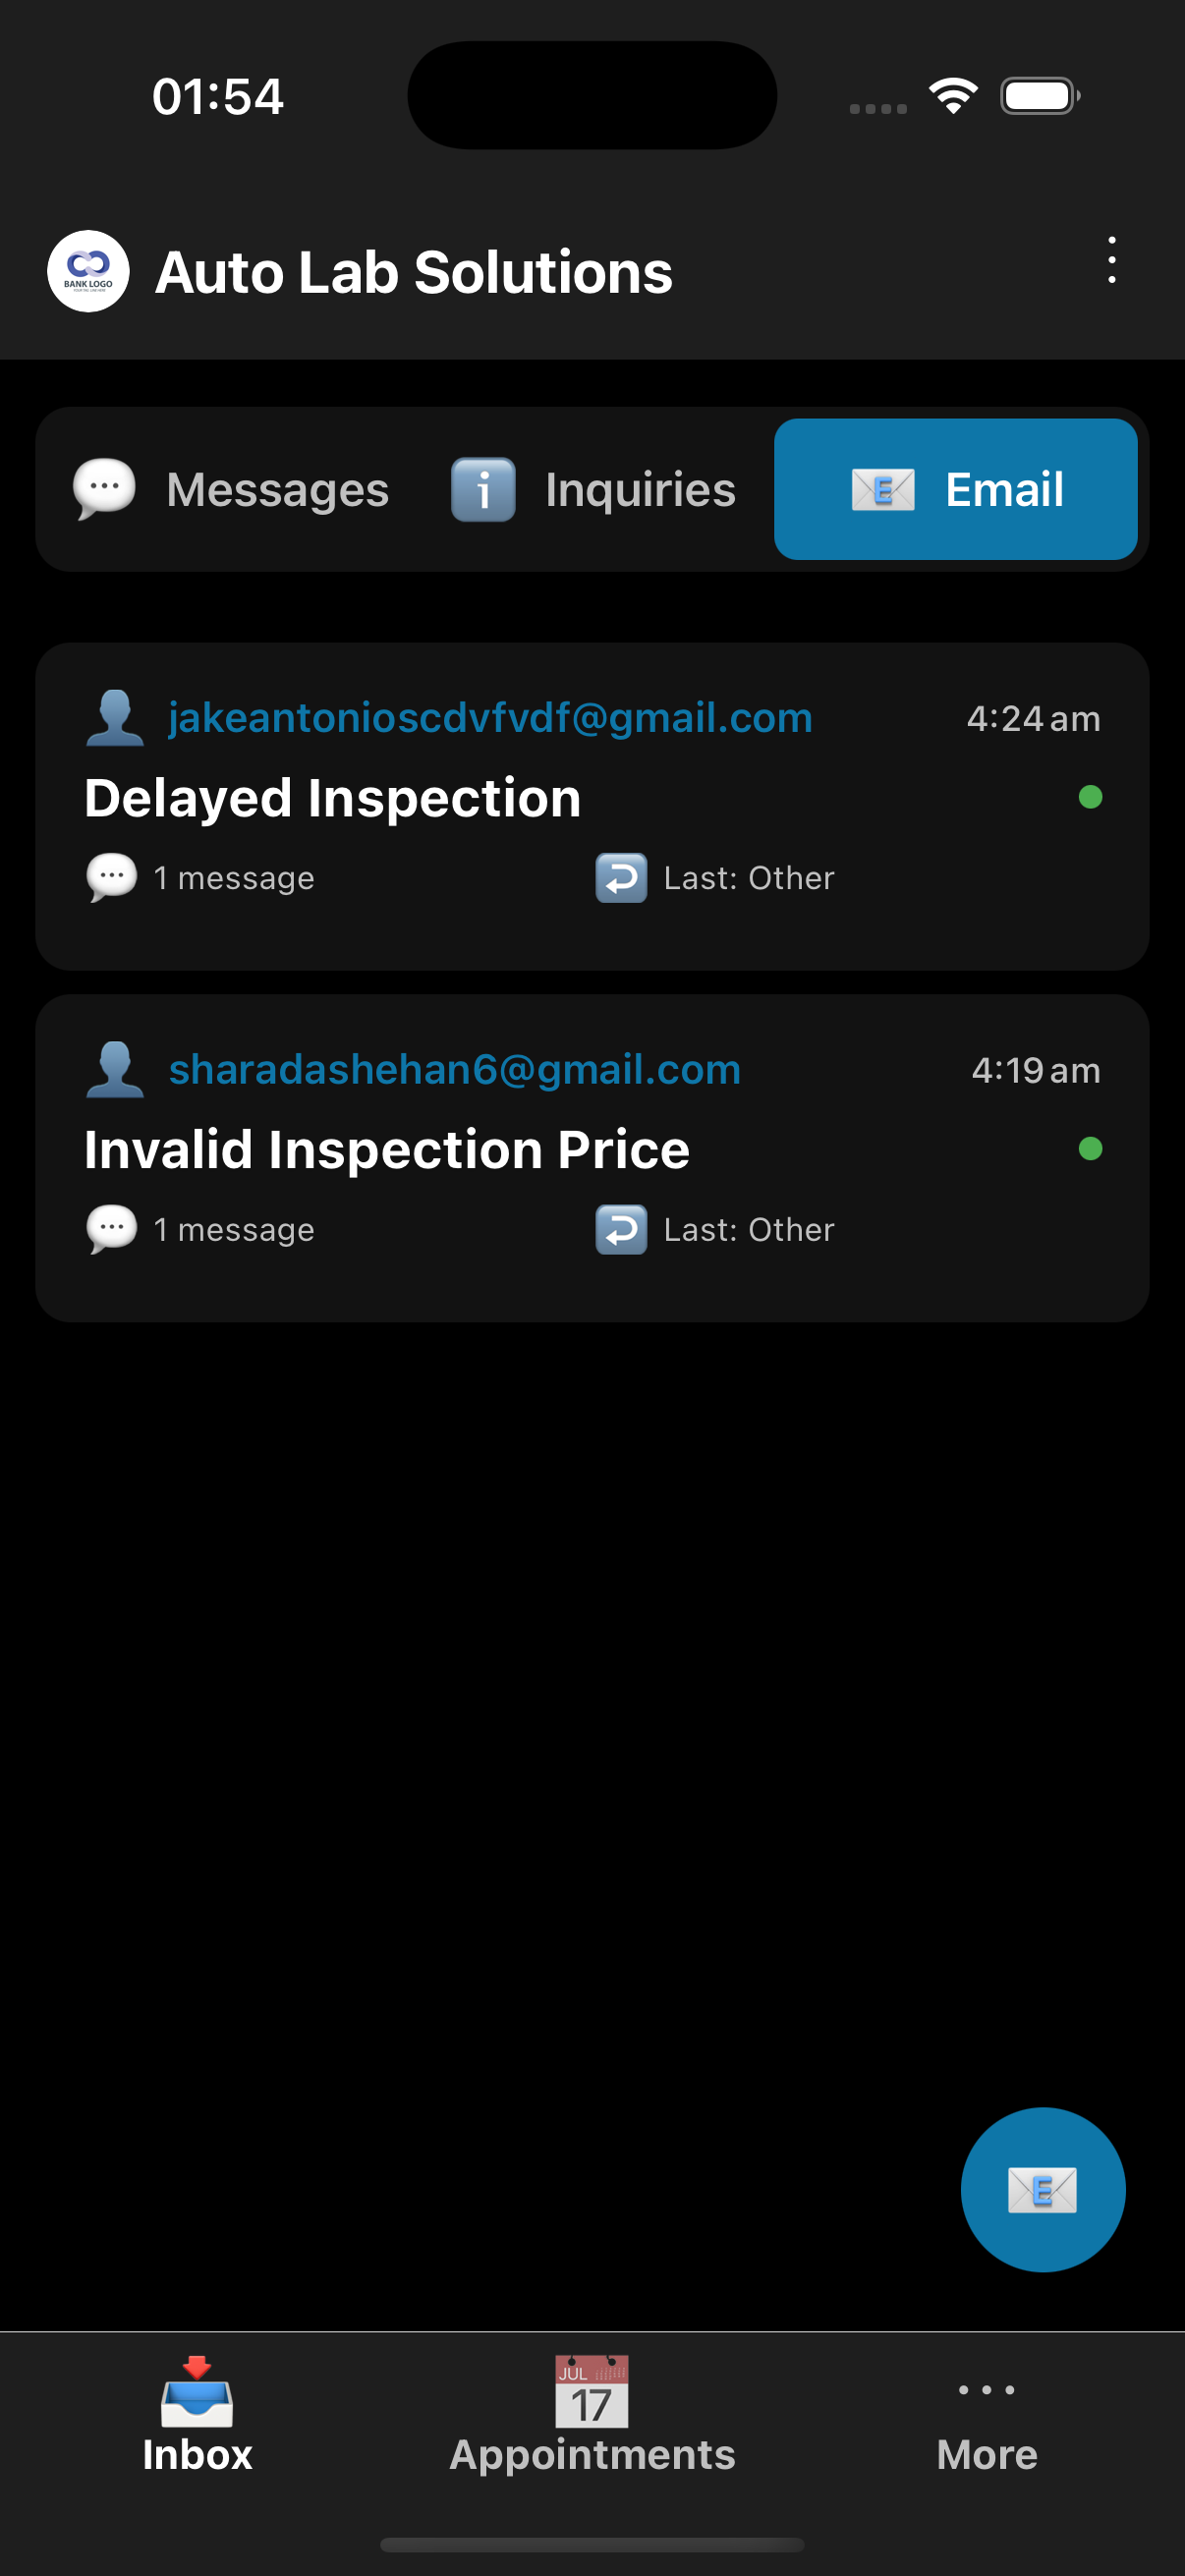 01:54
BANK LOGO
Auto Lab Solutions
Messages
Inquiries
Email
jakeantonioscdvfvdf@gmail.com
4:24 am
Delayed Inspection
1 message
Last: Other
sharadashehan6@gmail.com
4:19 am
Invalid Inspection Price
1 message
Last: Other
JUL
17
Inbox
Appointments
More